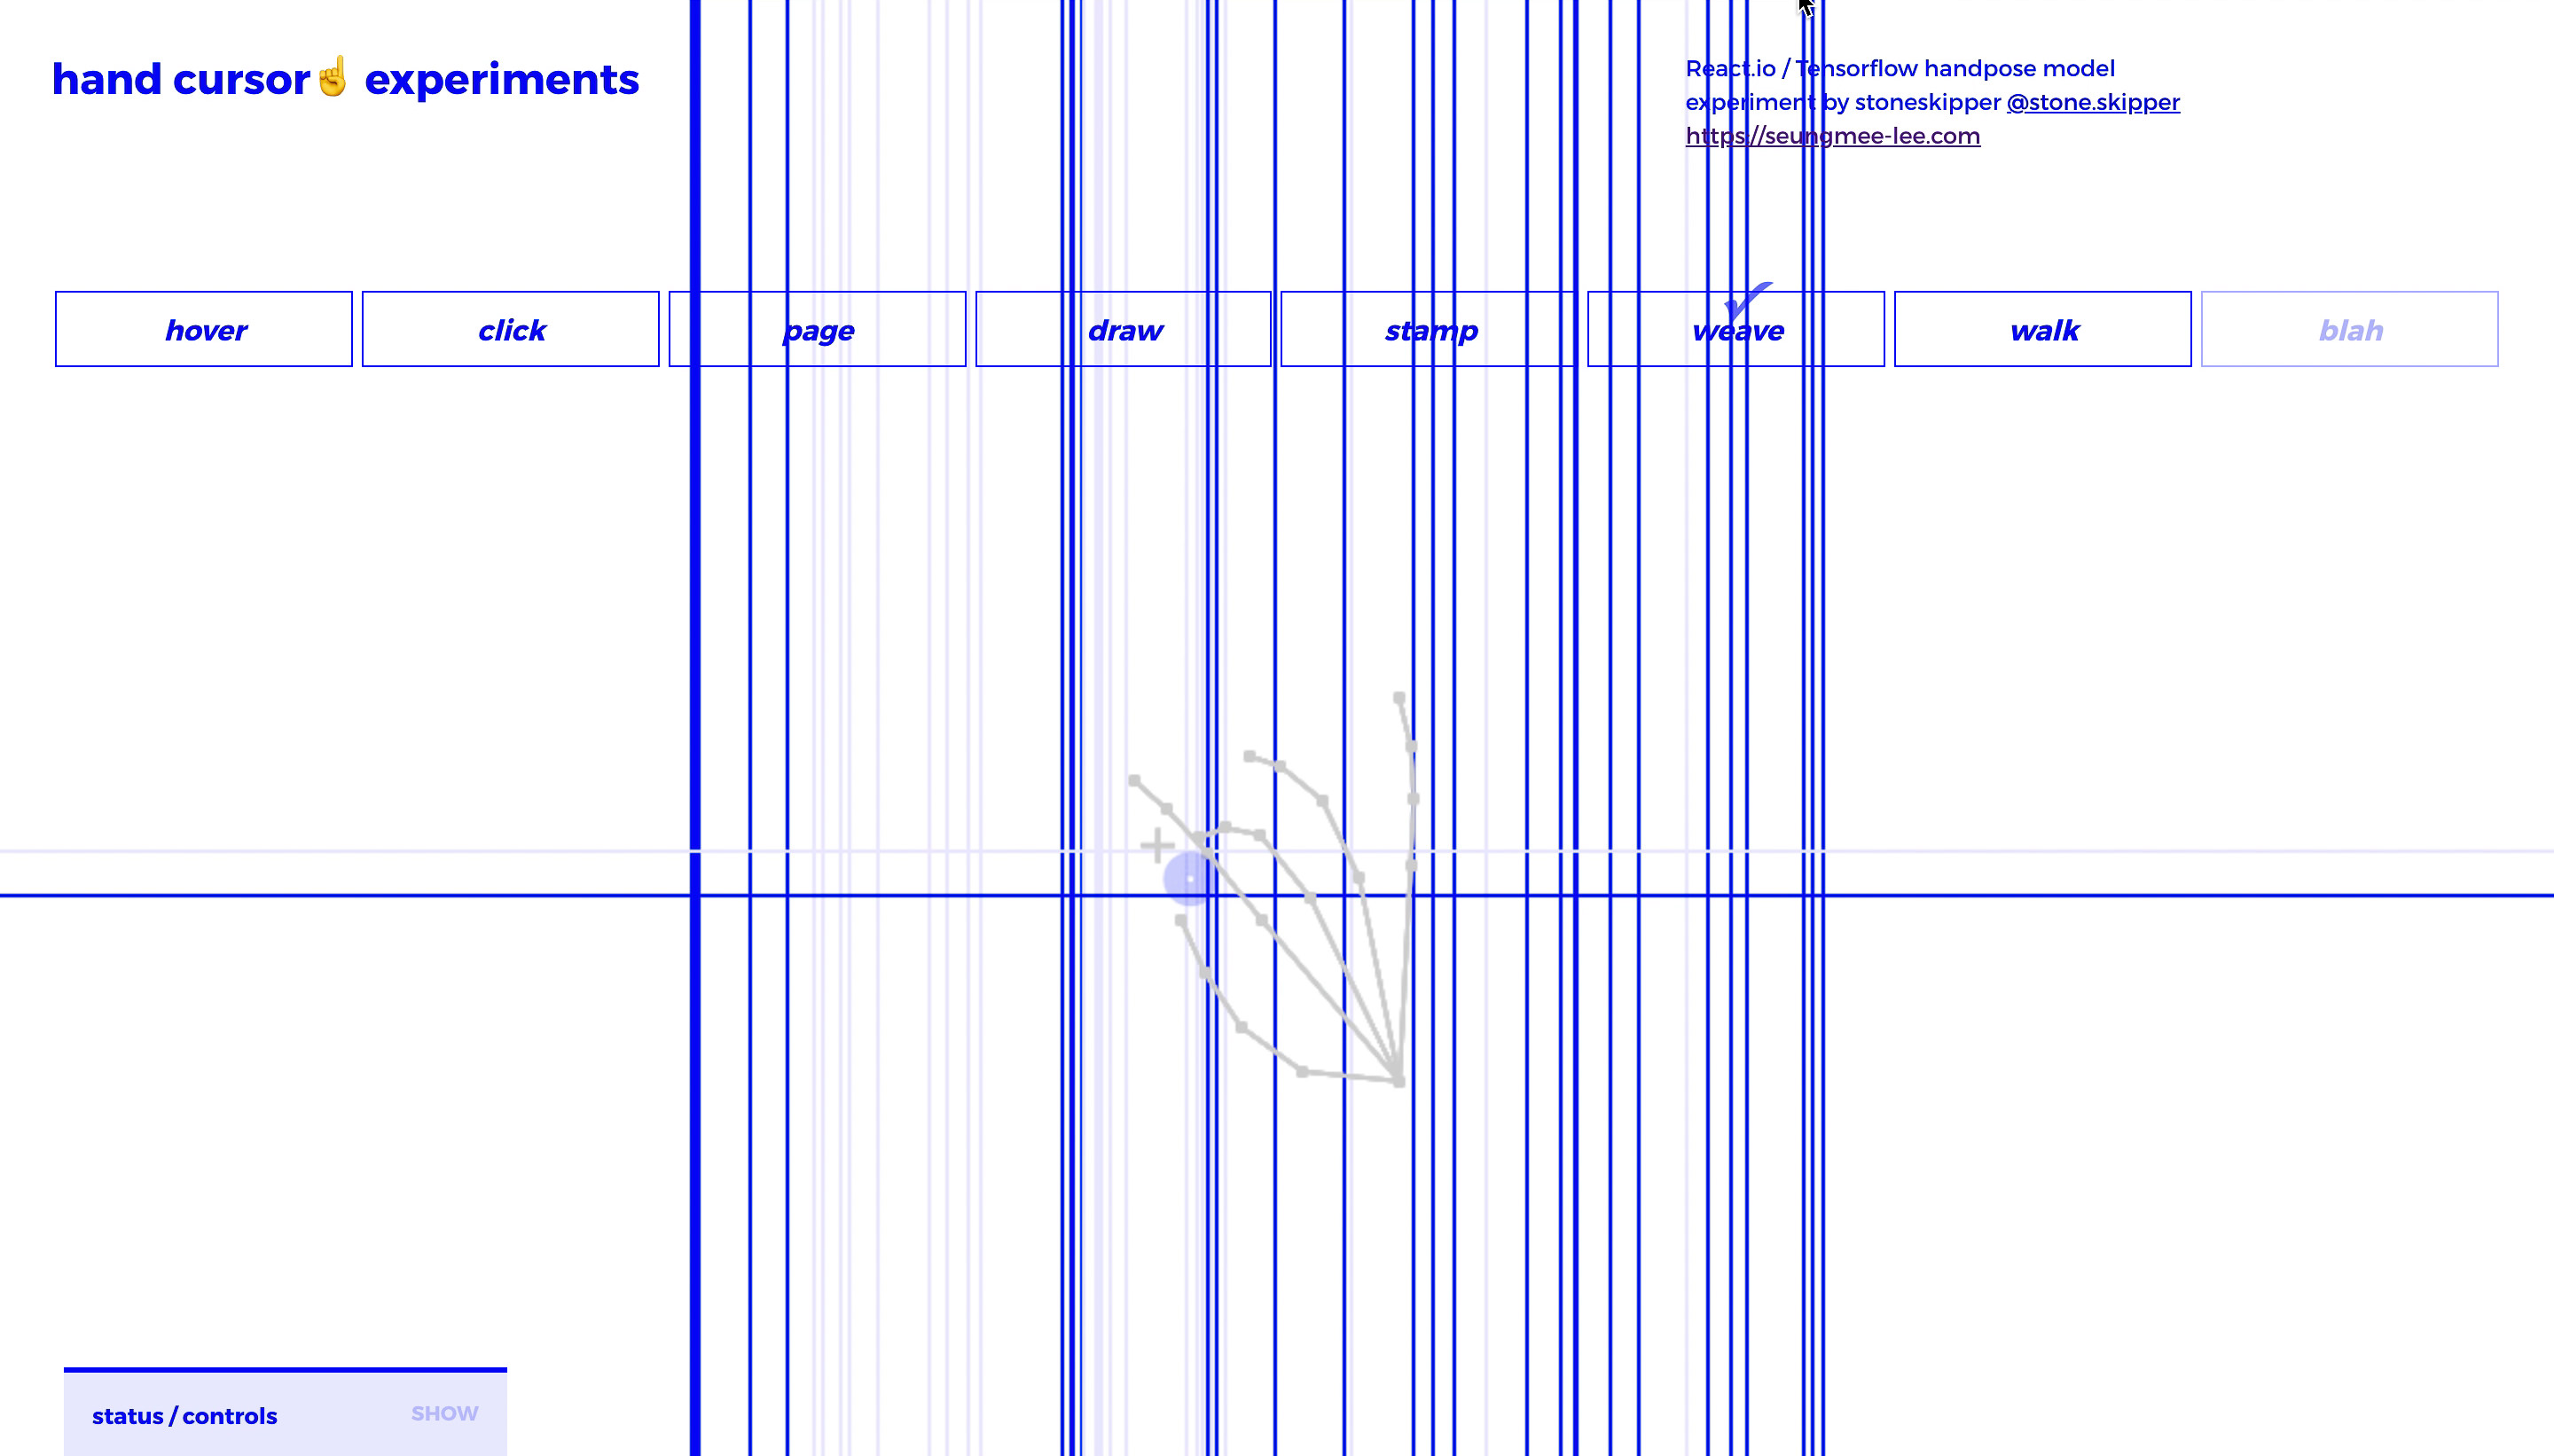 hand cursor☝ experiments
React.io / Tensorflow handpose model
experiment by stoneskipper @stone.skipper
https://seungmee-lee.com
hover
click
page
draw
stamp
weave
walk
blah
status / controls
SHOW